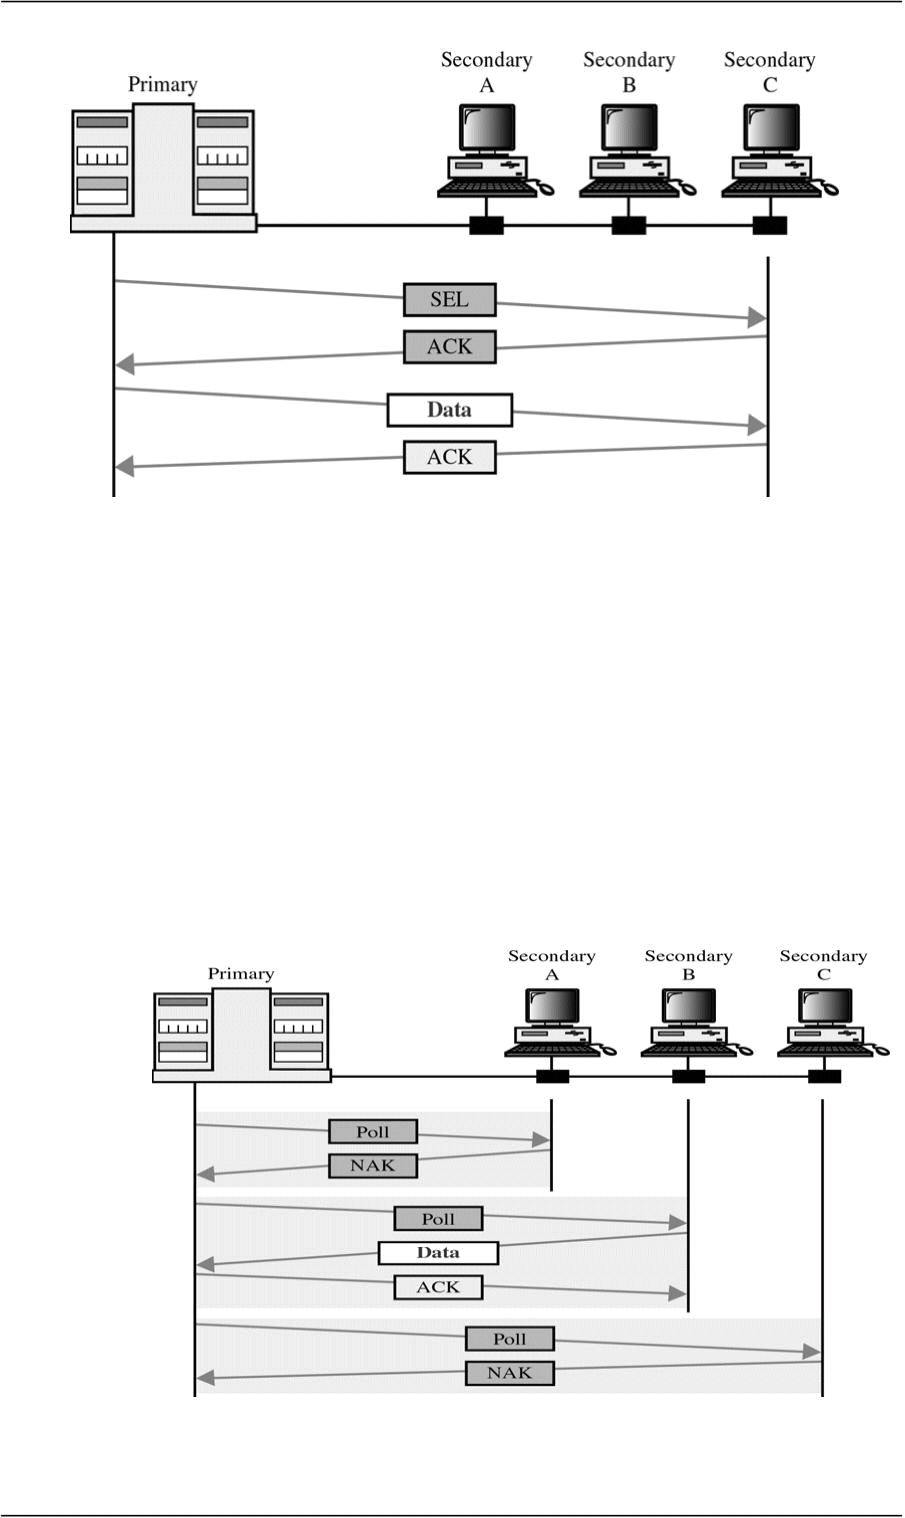 Primary
Secondary
A
Secondary
B
Secondary
C
SEL
ACK
Data
ACK
Primary
Secondary
A
Secondary
B
Secondary
C
Poll
NAK
Poll
Data
ACK
Poll
NAK